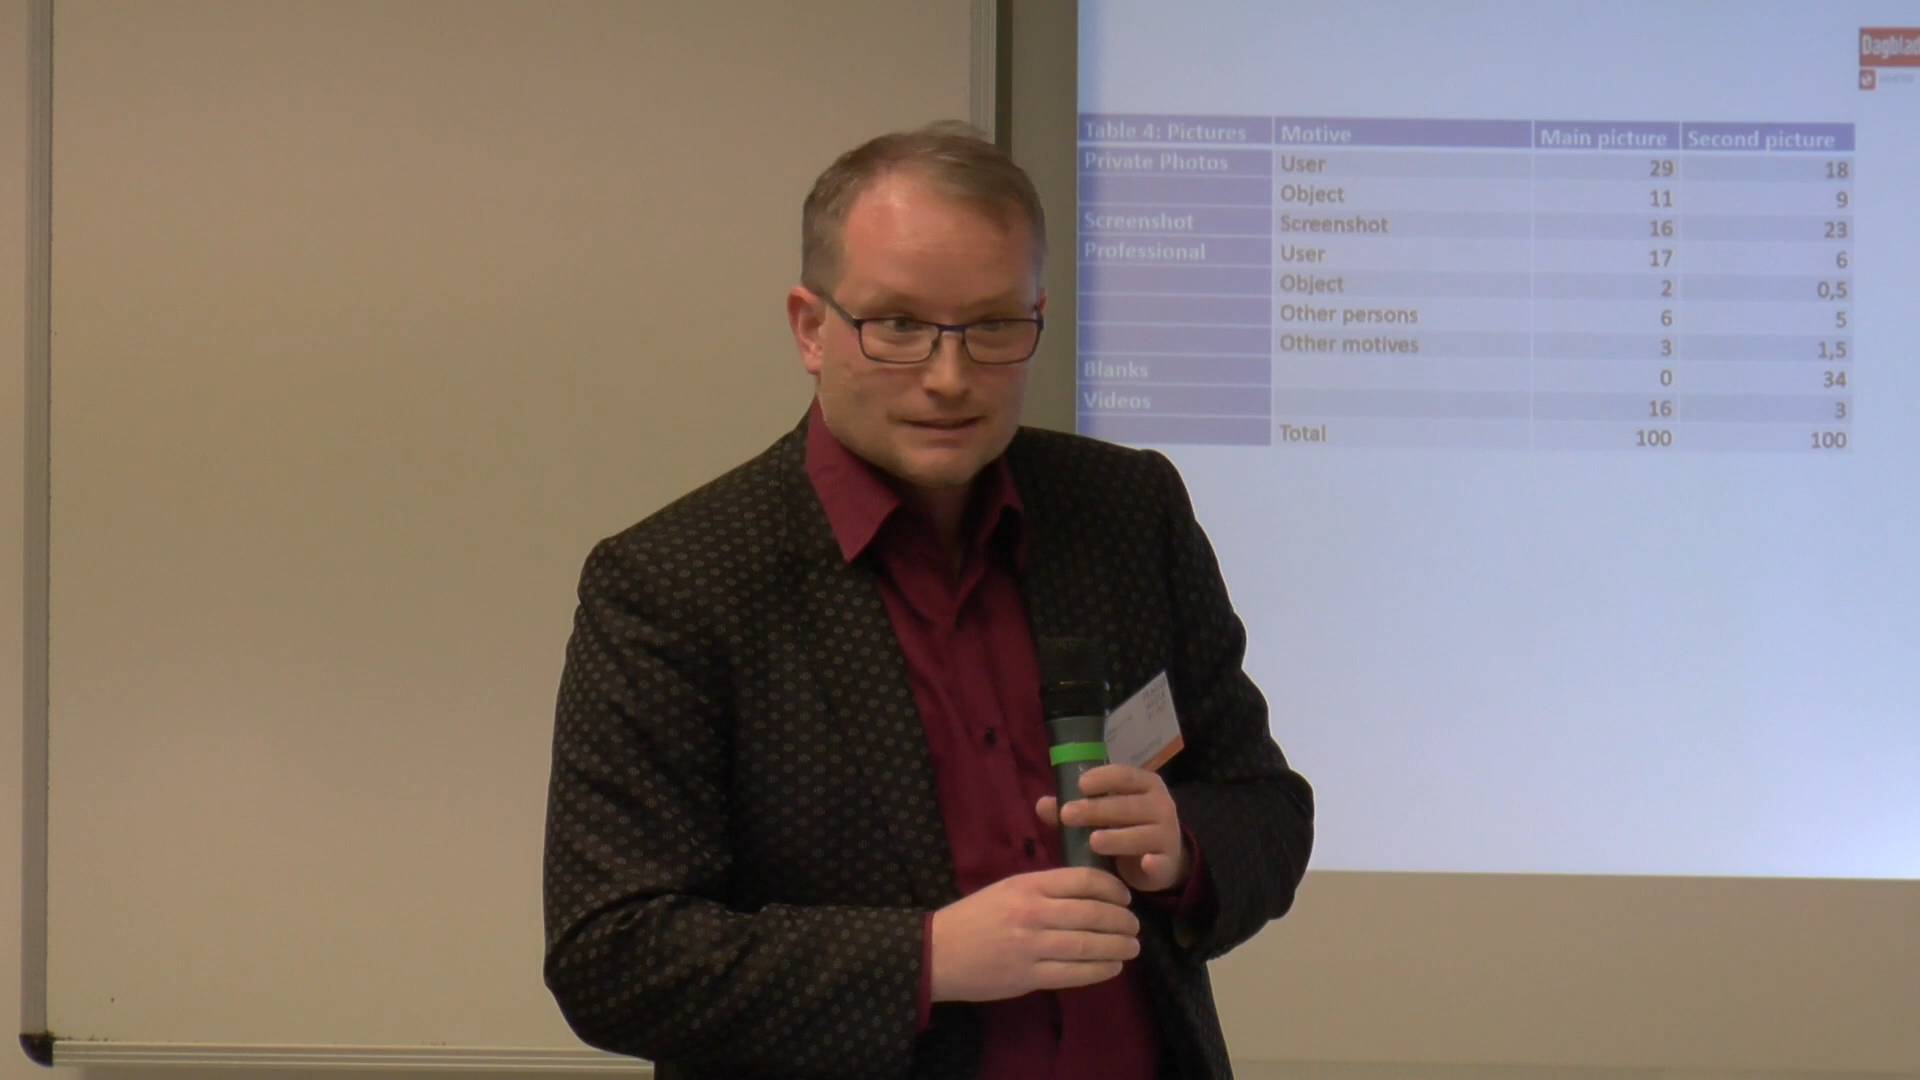 Dagblad
Table 4: Pictures Motive Main picture Second picture
Private Photos User 29 18
Object 11 9
Screenshot Screenshot 16 23
Professional User 17 6
Object 2 0,5
Other persons 6 5
Other motives 3 1,5
Blanks 0 34
Videos 16 3
Total 100 100